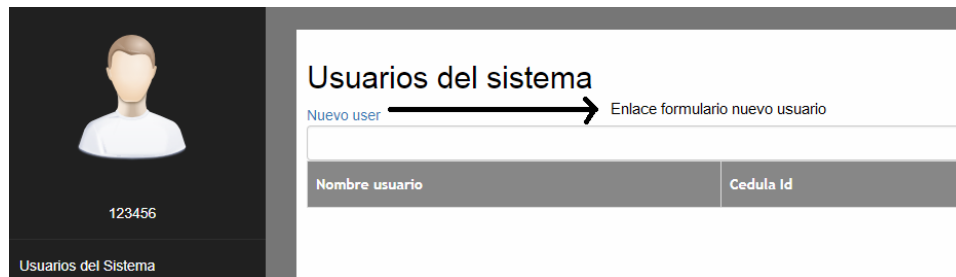 123456
Usuarios del Sistema
Usuarios del sistema
Nuevo user
Enlace formulario nuevo usuario
Nombre usuario
Cedula Id